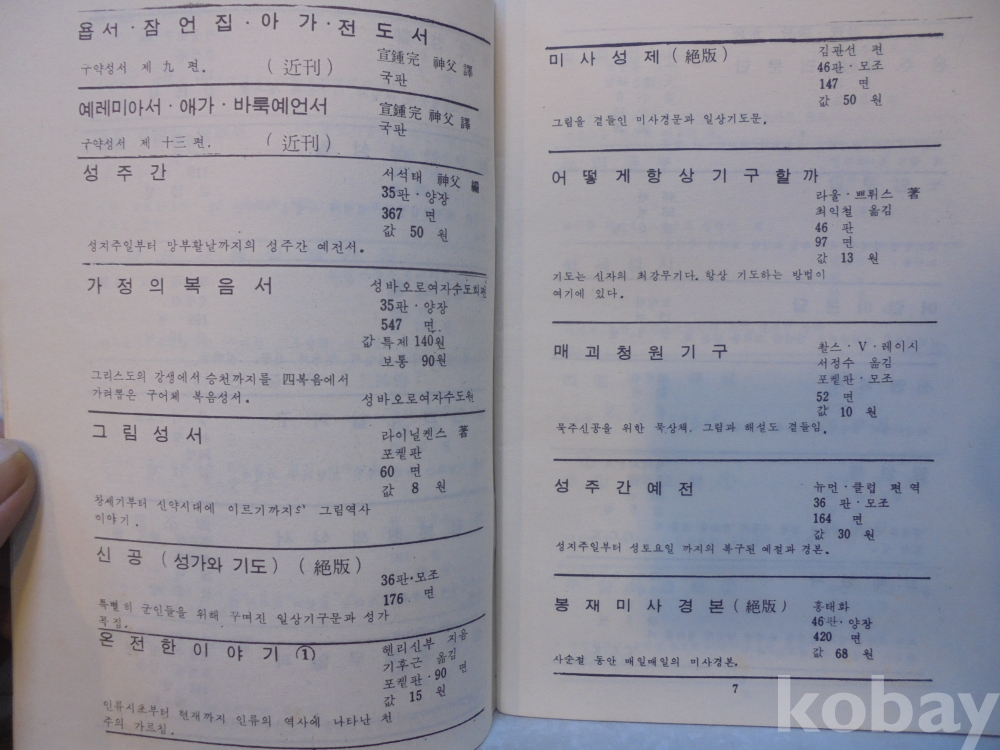 욥서·잠언집·아가·전도서
宣鍾完 神父 譯
구약성서 제 九 편. (近刊)
국판
예레미아서·애가·바룩예언서
宣鍾完 神父 譯
국판
구약성서 제 十三 편. (近刊)
성주간
서석태 神父 編
35판·양장
367 면
값 50 원
성지주일부터 망부활날까지의 성주간 예전서.
가정의 복음서
성바오로여자수도회편
35판·양장
547 면.
값 특제 140원
보통 90원
그리스도의 강생에서 승천까지를 四복음에서
가려뽑은 구어체 복음성서.
성바오로여자수도원
그림성서
라이닐켄스 著
포켙판
60 면
값 8 원
창세기부터 신약시대에 이르기까지의 그림역사
이야기.
신공 (성가와 기도) (絕版)
36판·모조
176 면
특별히 군인들을 위해 꾸며진 일상기구문과 성가
곡집.
온전한이야기 ①
헨리신부 지음
기후근 옮김
포켙판·90 면
값 15 원
인류시초부터 현재까지 인류의 역사에 나타난 천
주의 가르침.
미사성제 (絕版)
김관선 편
46판·모조
147 면
값 50 원
그림을 곁들인 미사경문과 일상기도문.
어떻게항상기구할까
라울·쁘뤼스 著
최익철 옮김
46 판
97 면
값 13 원
기도는 신자의 최강무기다. 항상 기도하는 방법이
여기에 있다.
매괴청원기구
촬스·V·레이시
서정수 옮김
포켙판·모조
52 면
값 10 원
묵주신공을 위한 묵상책. 그림과 해설도 곁들임.
성주간예전
뉴먼·클럽 편역
36 판·모조
164 면
값 30 원
성지주일부터 성토요일 까지의 복구된 예절과 경본.
봉재미사경본 (絕版)
홍태화
46판·양장
420 면
값 68 원
사순절 동안 매일매일의 미사경본.
7
kobay